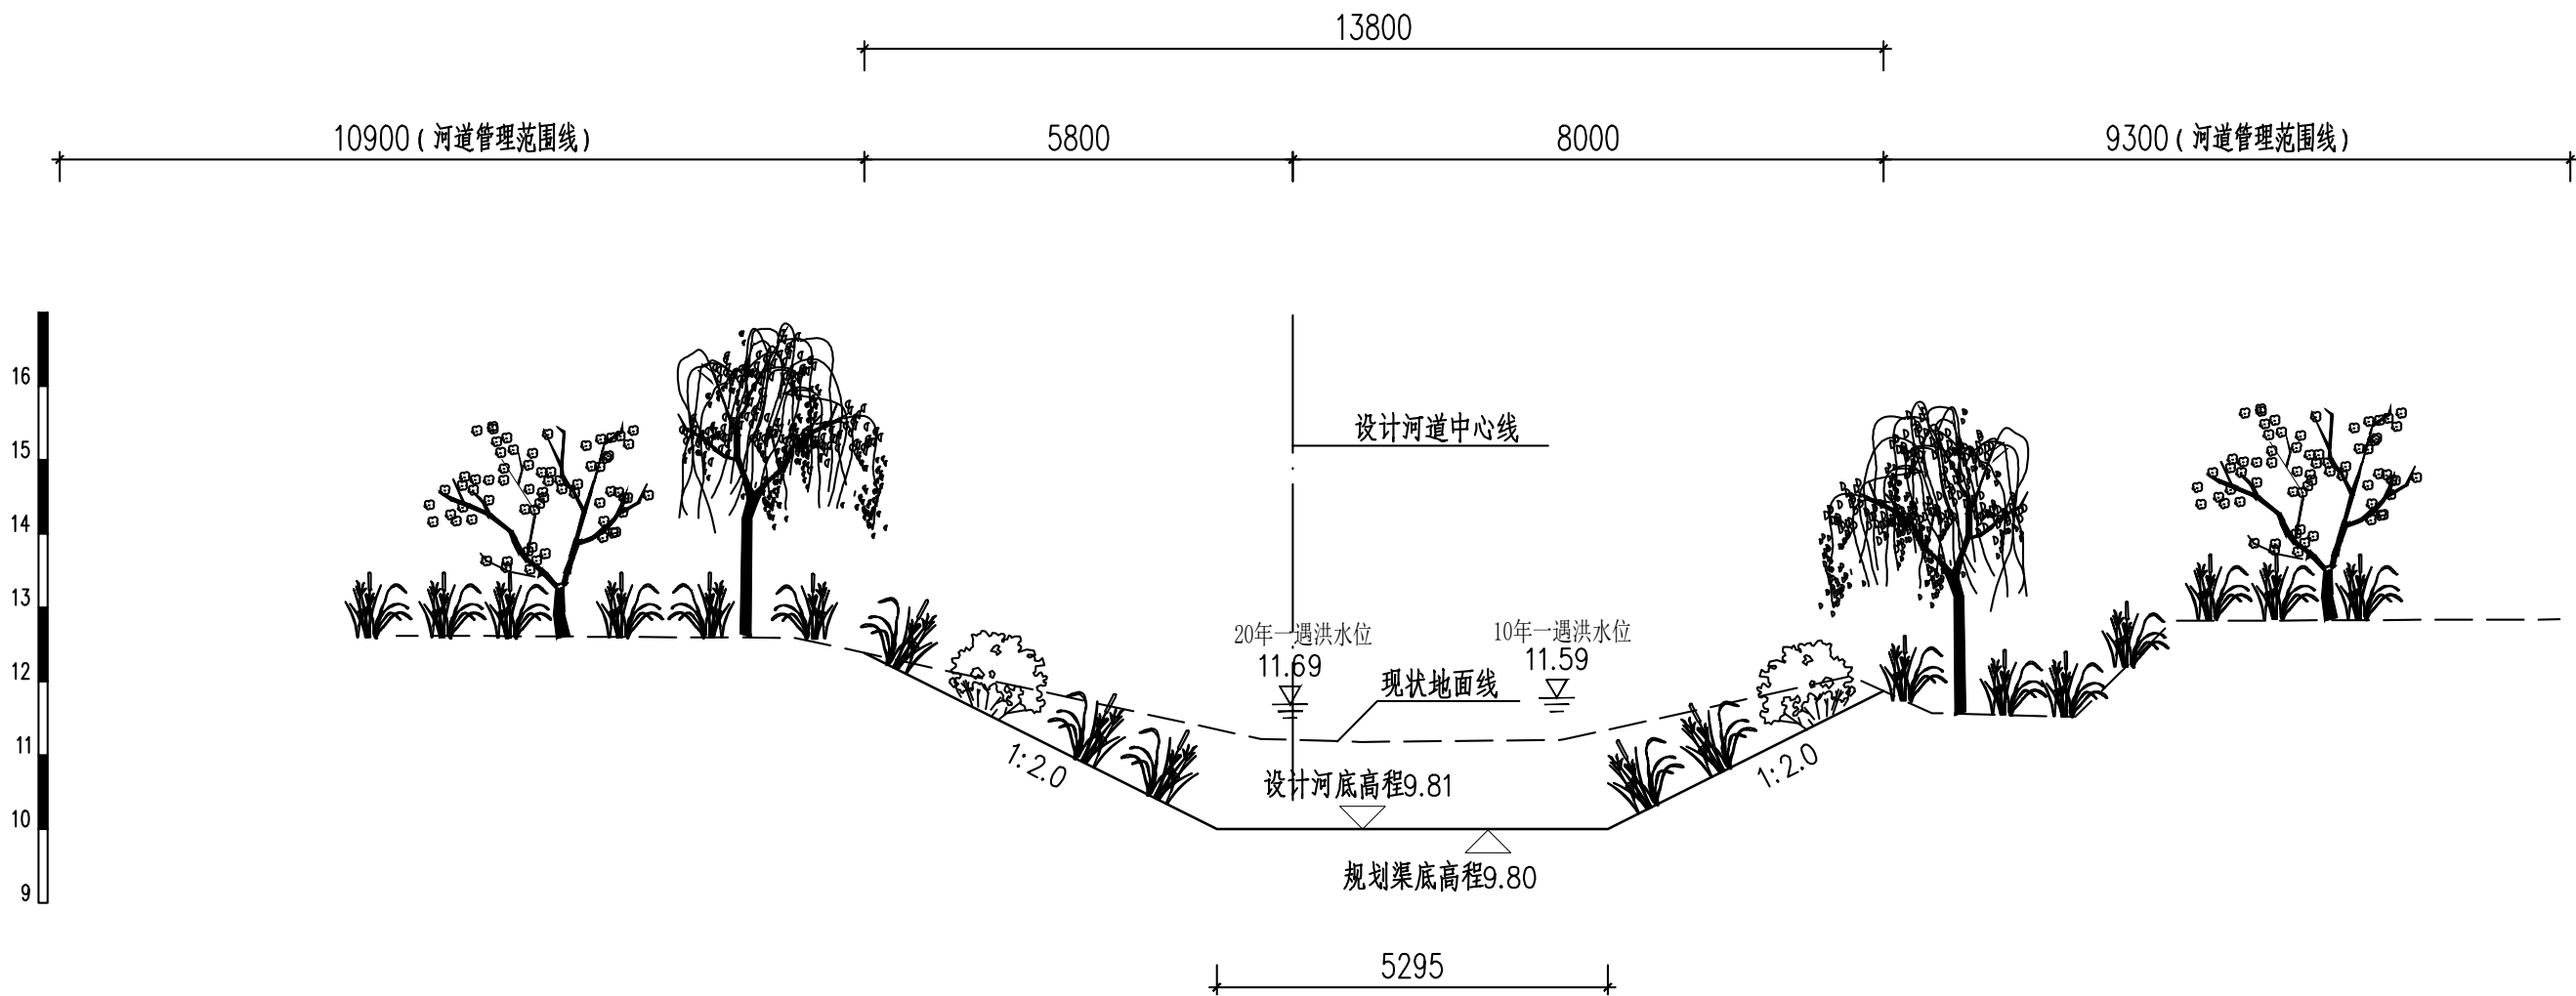 13800
10900(河道管理范围线)
5800
8000
9300(河道管理范围线)
16
15
设计河道中心线
14
13
20年一遇洪水位
10年一遇洪水位
11.69
11.59
12
现状地面线
11
1:2.0
1:2.0
设计河底高程9.81
10
规划渠底高程9.80
9
5295